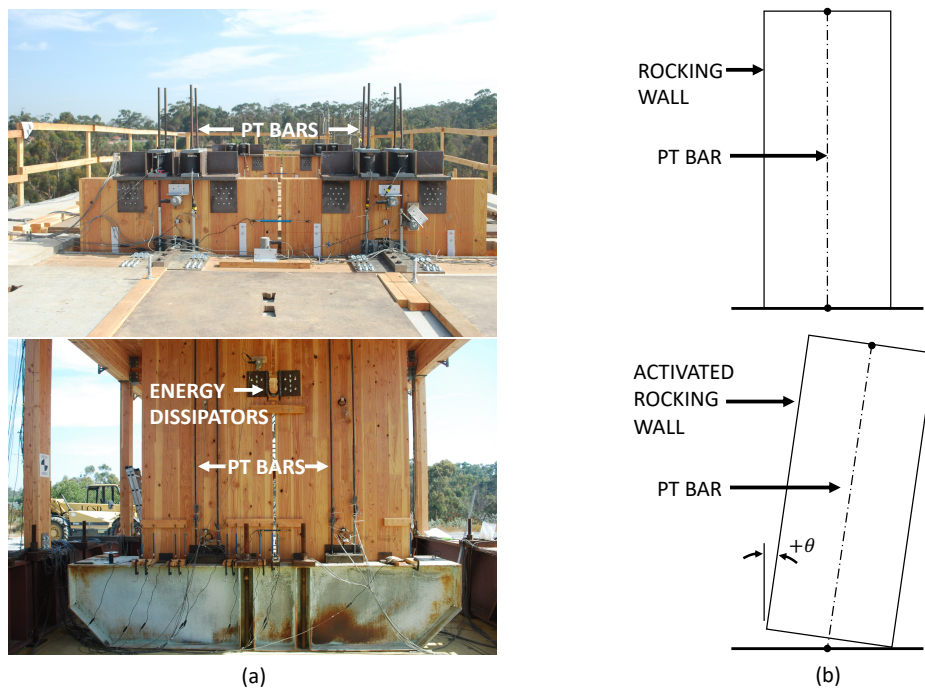 PT BARS
ENERGY
DISSIPATORS
PT BARS
(a)
ROCKING
WALL
PT BAR
ACTIVATED
ROCKING
WALL
PT BAR
+θ
(b)